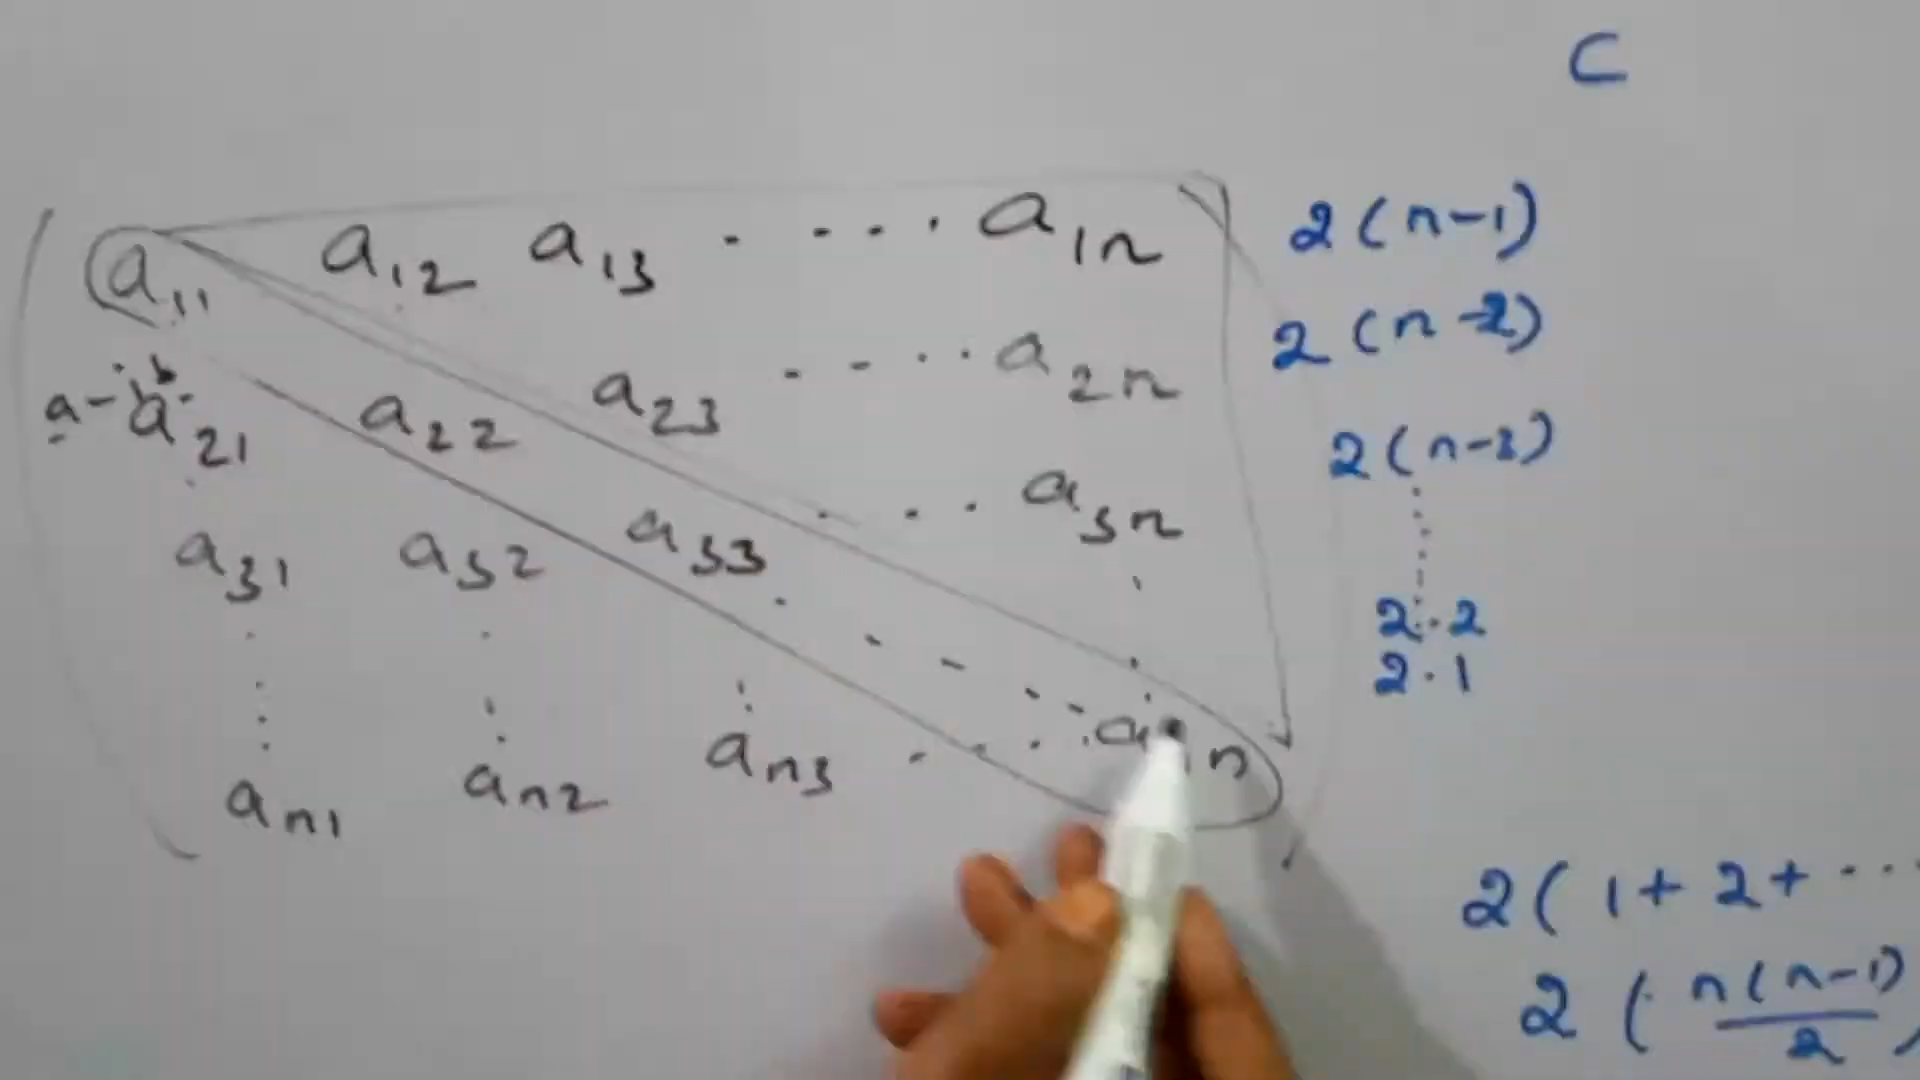 C
a11 a12 a13 . . . . a1n 2(n-1)
a-ib
a21 a22 a23 - - . . a2n 2(n-2)
a31 a32 a33 . . . a3n 2(n-3)
2.2
2.1
an1 an2 an3 . . . . n
2(1+2+...
2(n(n-1)/2)